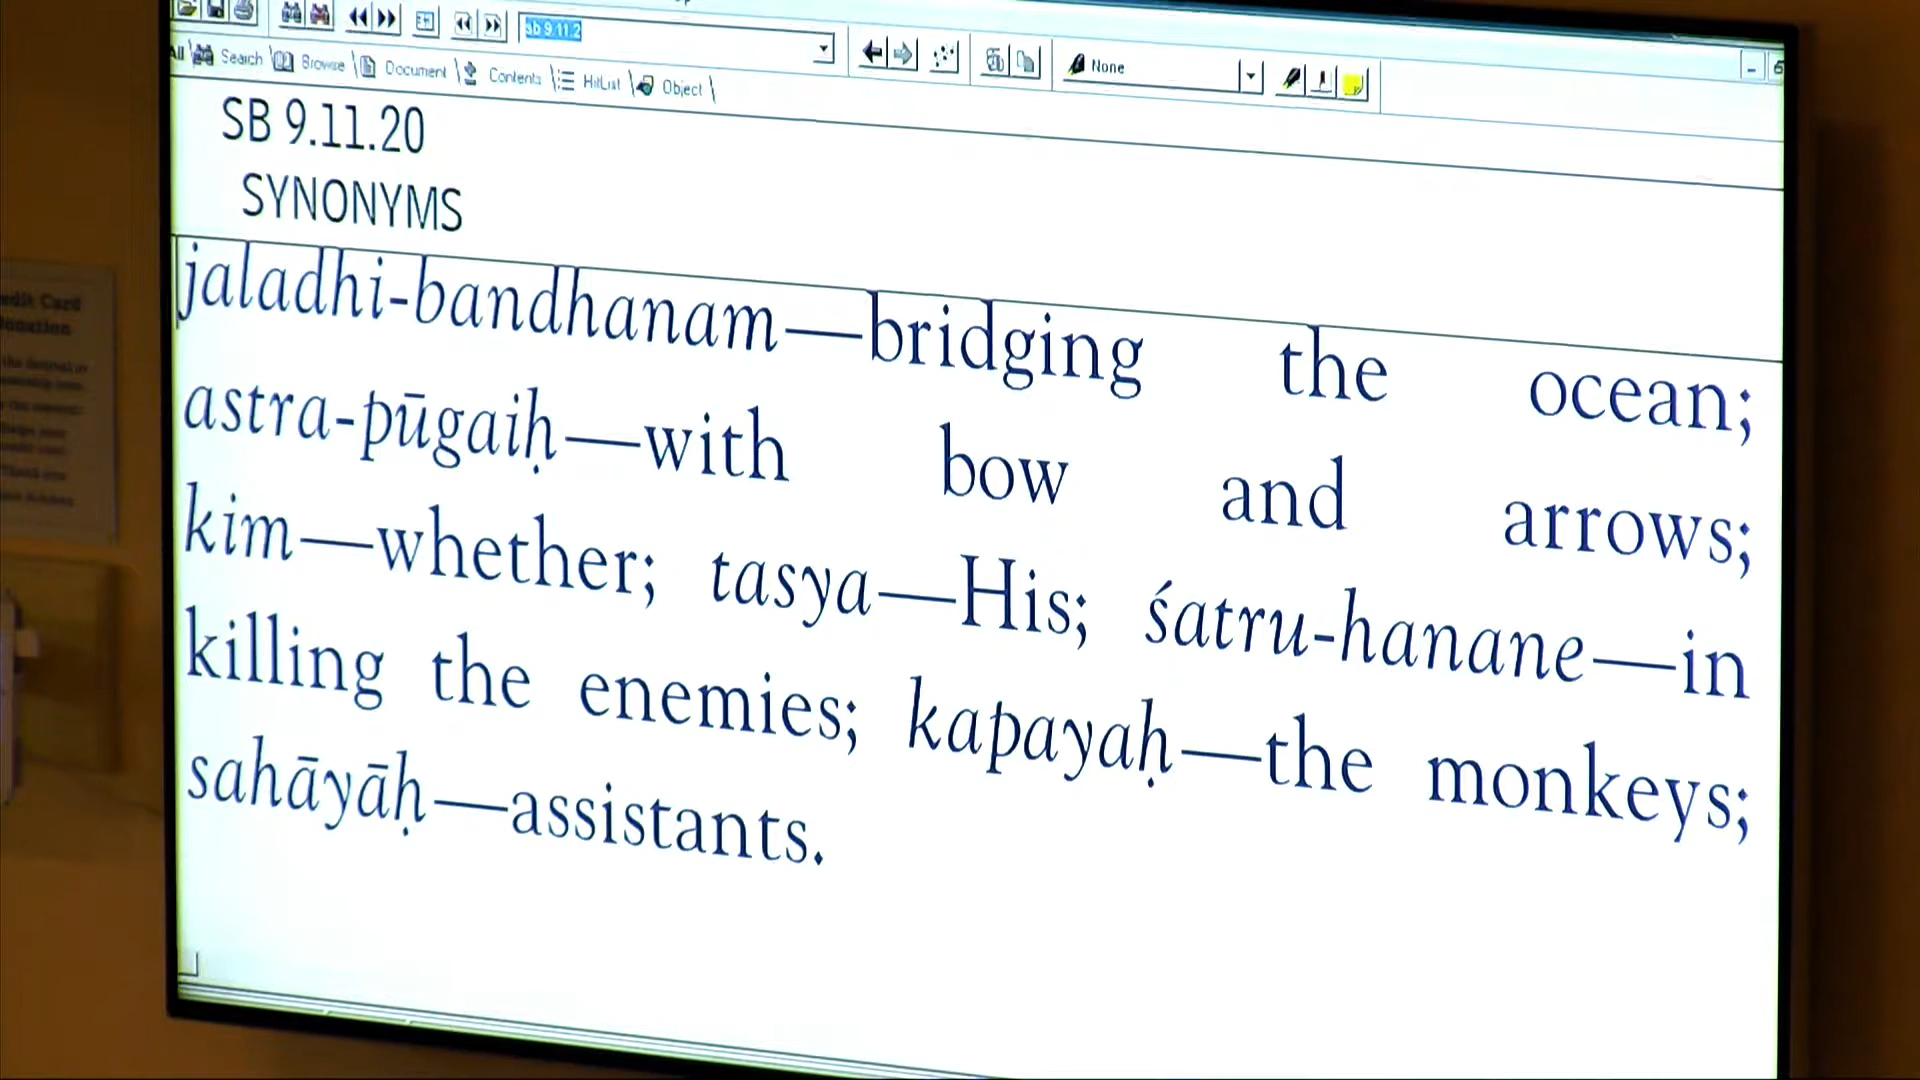 sb 9.11.2
None
All Search Browse Document Contents HitList Object
SB 9.11.20
SYNONYMS
jaladhi-bandhanam—bridging the ocean;
astra-pūgaiḥ—with bow and arrows;
kim—whether; tasya—His; śatru-hanane—in
killing the enemies; kapayaḥ—the monkeys;
sahāyāḥ—assistants.